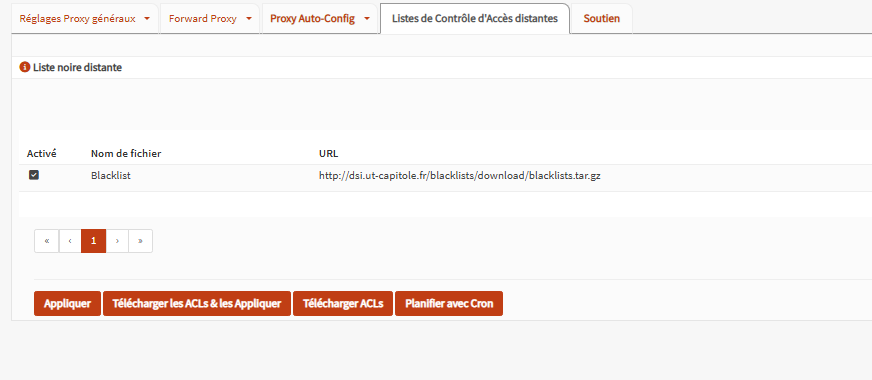 Réglages Proxy généraux Forward Proxy Proxy Auto-Config Listes de Contrôle d'Accès distantes Soutien
Liste noire distante
Activé Nom de fichier URL
Blacklist http://dsi.ut-capitole.fr/blacklists/download/blacklists.tar.gz
« ‹ 1 › »
Appliquer Télécharger les ACLs & les Appliquer Télécharger ACLs Planifier avec Cron